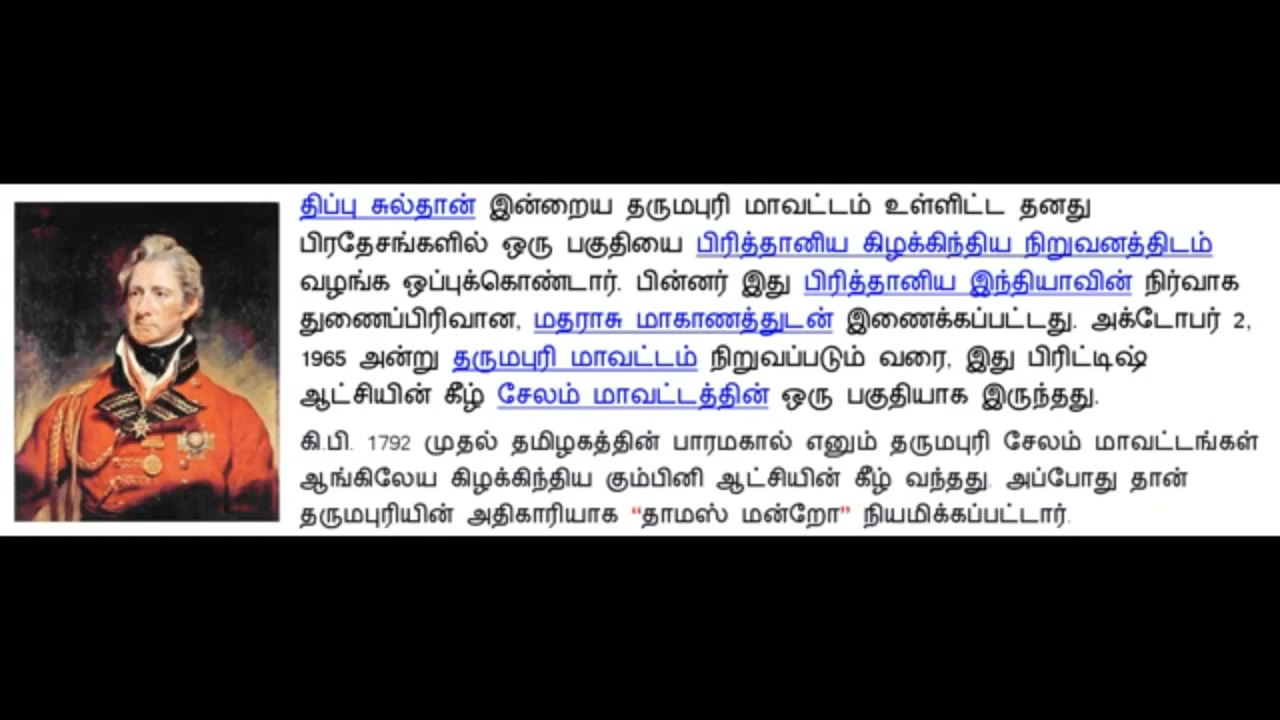 திப்பு சுல்தான் இன்றைய தருமபுரி மாவட்டம் உள்ளிட்ட தனது
பிரதேசங்களில் ஒரு பகுதியை பிரித்தானிய கிழக்கிந்திய நிறுவனத்திடம்
வழங்க ஒப்புக்கொண்டார். பின்னர் இது பிரித்தானிய இந்தியாவின் நிர்வாக
துணைப்பிரிவான, மதராசு மாகாணத்துடன் இணைக்கப்பட்டது. அக்டோபர் 2,
1965 அன்று தருமபுரி மாவட்டம் நிறுவப்படும் வரை, இது பிரிட்டிஷ்
ஆட்சியின் கீழ் சேலம் மாவட்டத்தின் ஒரு பகுதியாக இருந்தது.
கி.பி. 1792 முதல் தமிழகத்தின் பாரமகால் எனும் தருமபுரி சேலம் மாவட்டங்கள்
ஆங்கிலேய கிழக்கிந்திய கும்பினி ஆட்சியின் கீழ் வந்தது. அப்போது தான்
தருமபுரியின் அதிகாரியாக “தாமஸ் மன்றோ” நியமிக்கப்பட்டார்.